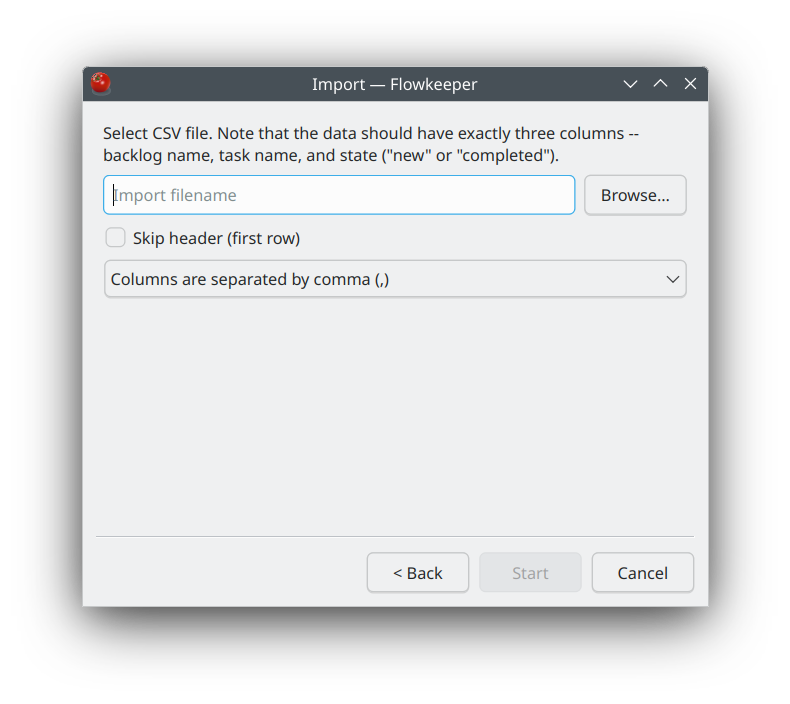 Import — Flowkeeper
Select CSV file. Note that the data should have exactly three columns --
backlog name, task name, and state ("new" or "completed").
Import filename
Browse...
Skip header (first row)
Columns are separated by comma (,)
< Back
Start
Cancel